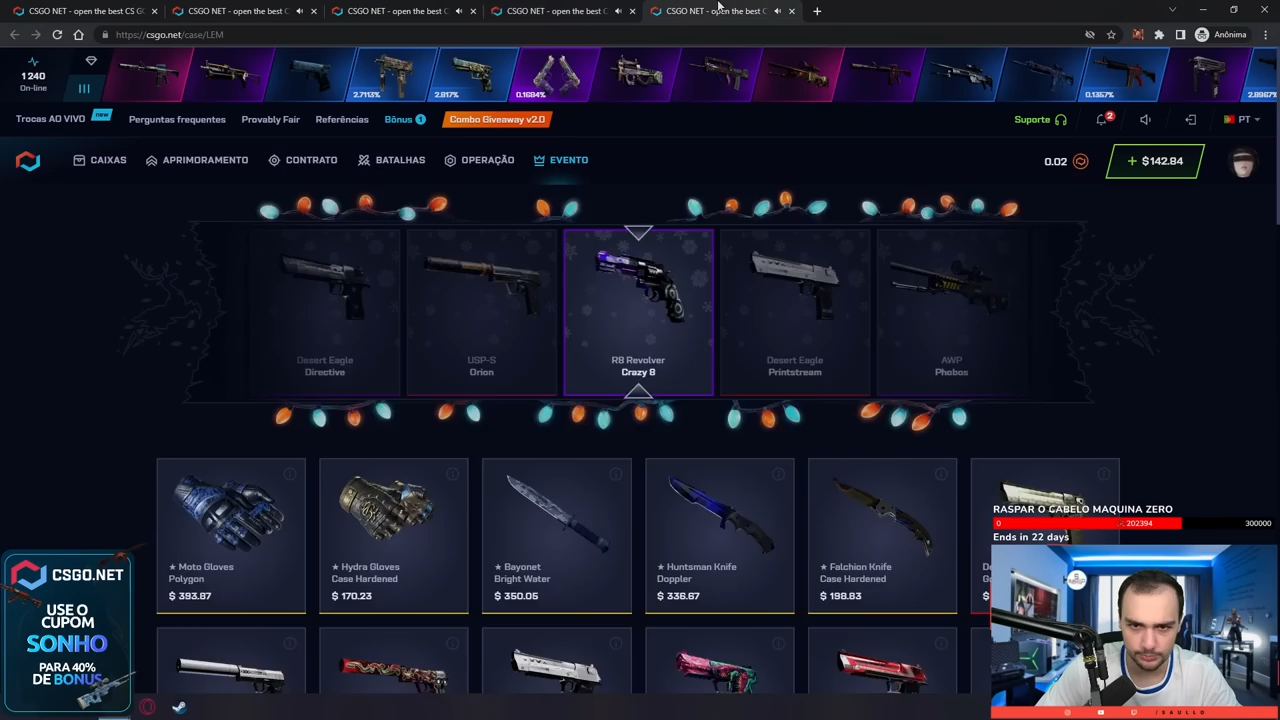 CSGO NET - open the best CS GO
CSGO NET - open the best C
CSGO NET - open the best C
CSGO NET - open the best C
CSGO NET - open the best C
https://csgo.net/case/LEM
Anônima
1 240
On-line
2.7113%
2.817%
0.1684%
0.1357%
2.8967%
Trocas AO VIVO
new
Perguntas frequentes
Provably Fair
Referências
Bônus 1
Combo Giveaway v2.0
Suporte
2
PT
CAIXAS
APRIMORAMENTO
CONTRATO
BATALHAS
OPERAÇÃO
EVENTO
0.02
+ $142.84
Desert Eagle
Directive
USP-S
Orion
R8 Revolver
Crazy 8
Desert Eagle
Printstream
AWP
Phobos
★ Moto Gloves
Polygon
$ 393.87
★ Hydra Gloves
Case Hardened
$ 170.23
★ Bayonet
Bright Water
$ 350.05
★ Huntsman Knife
Doppler
$ 336.67
★ Falchion Knife
Case Hardened
$ 198.83
RASPAR O CABELO MAQUINA ZERO
0
202394
300000
Ends in 22 days
CSGO.NET
USE O
CUPOM
SONHO
PARA 40%
DE BONUS
/SAULLO